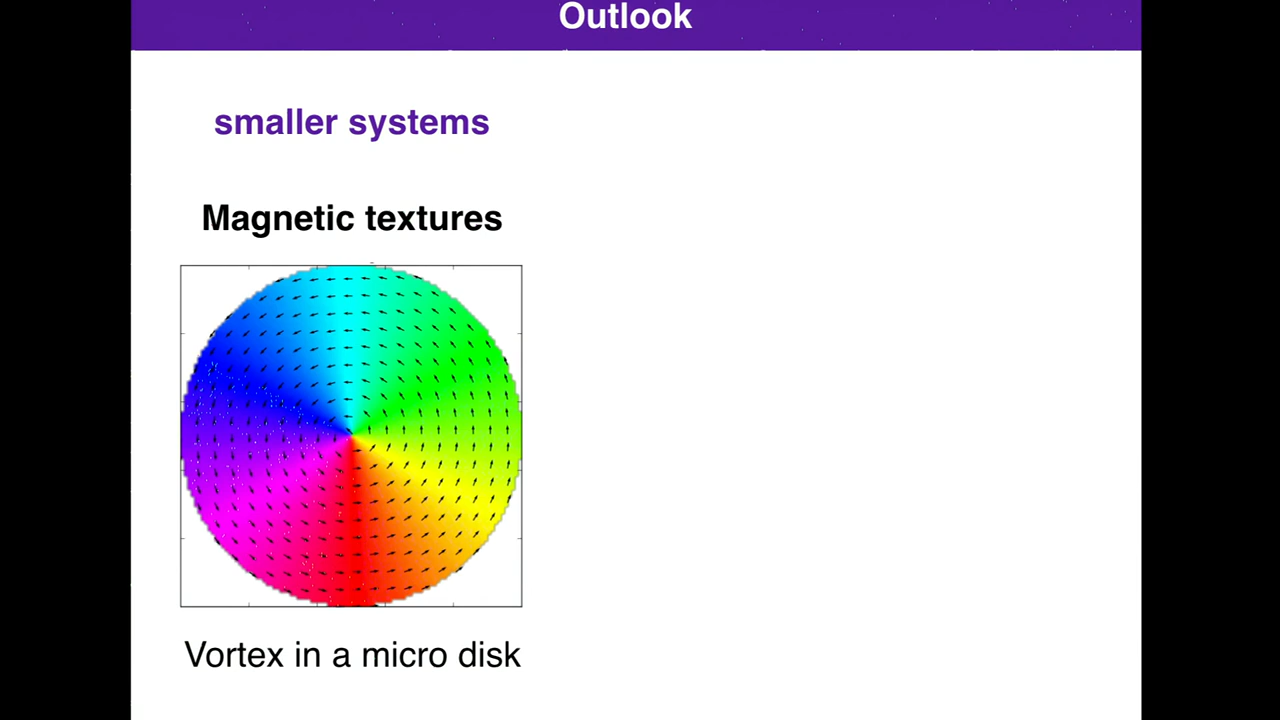 Outlook
smaller systems
Magnetic textures
Vortex in a micro disk